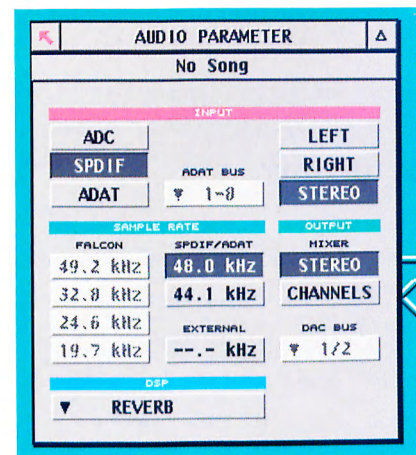 AUDIO PARAMETER
No Song
INPUT
ADC
SPDIF
ADAT
ADAT BUS
1-8
LEFT
RIGHT
STEREO
SAMPLE RATE
FALCON
49.2 kHz
32.8 kHz
24.6 kHz
19.7 kHz
SPDIF/ADAT
48.0 kHz
44.1 kHz
EXTERNAL
--.- kHz
OUTPUT
MIXER
STEREO
CHANNELS
DAC BUS
1/2
DSP
REVERB